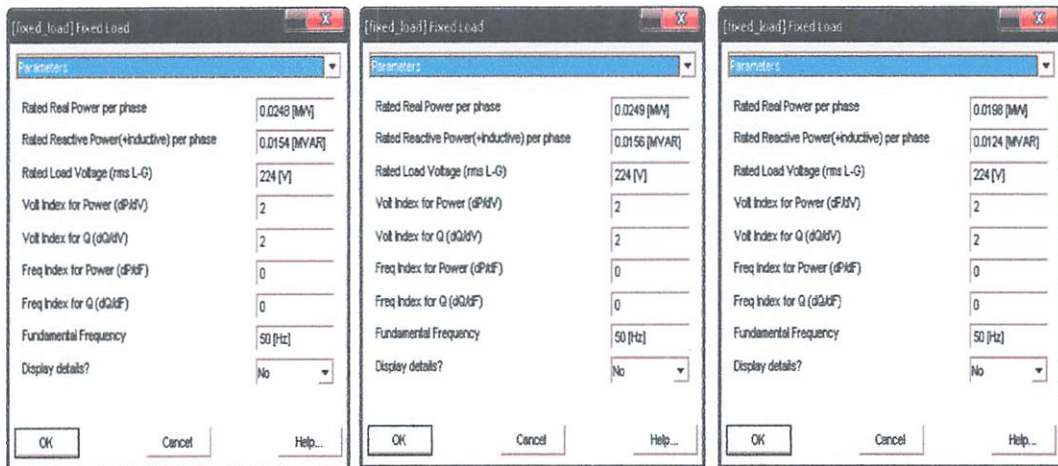 [fixed_load] Fixed Load
X
Parameters
Rated Real Power per phase
0.0248 [MW]
Rated Reactive Power(+inductive) per phase
0.0154 [MVAR]
Rated Load Voltage (rms L-G)
224 [V]
Volt Index for Power (dP/dV)
2
Volt Index for Q (dQ/dV)
2
Freq Index for Power (dP/dF)
0
Freq Index for Q (dQ/dF)
0
Fundamental Frequency
50 [Hz]
Display details?
No
OK
Cancel
Help...
[fixed_load] Fixed Load
X
Parameters
Rated Real Power per phase
0.0249 [MW]
Rated Reactive Power(+inductive) per phase
0.0156 [MVAR]
Rated Load Voltage (rms L-G)
224 [V]
Volt Index for Power (dP/dV)
2
Volt Index for Q (dQ/dV)
2
Freq Index for Power (dP/dF)
0
Freq Index for Q (dQ/dF)
0
Fundamental Frequency
50 [Hz]
Display details?
No
OK
Cancel
Help...
[fixed_load] Fixed Load
X
Parameters
Rated Real Power per phase
0.0198 [MW]
Rated Reactive Power(+inductive) per phase
0.0124 [MVAR]
Rated Load Voltage (rms L-G)
224 [V]
Volt Index for Power (dP/dV)
2
Volt Index for Q (dQ/dV)
2
Freq Index for Power (dP/dF)
0
Freq Index for Q (dQ/dF)
0
Fundamental Frequency
50 [Hz]
Display details?
No
OK
Cancel
Help...